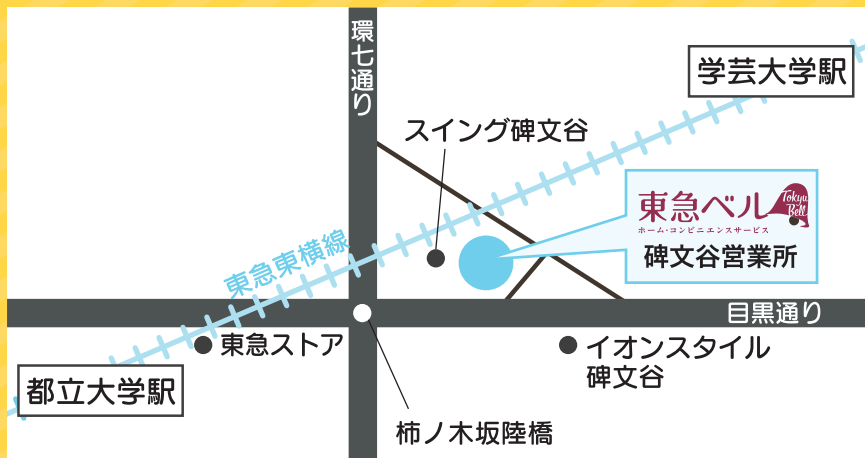 環七通り
学芸大学駅
スイング碑文谷
東急ベル
Tokyu
Bell
ホーム・コンビニエンスサービス
碑文谷営業所
東急東横線
目黒通り
東急ストア
イオンスタイル
碑文谷
都立大学駅
柿ノ木坂陸橋